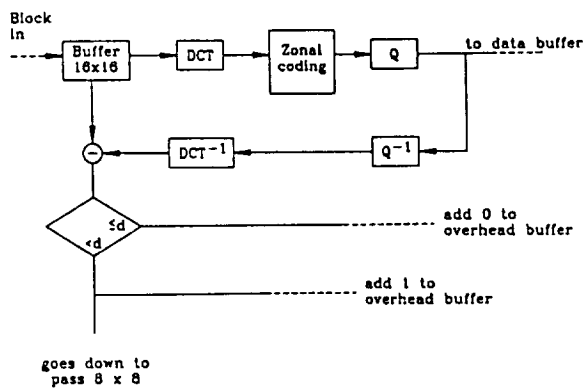 Block
in
Buffer
16x16
DCT
Zonal
coding
Q
to data buffer
−
DCT⁻¹
Q⁻¹
≤d
<d
add 0 to
overhead buffer
add 1 to
overhead buffer
goes down to
pass 8 x 8